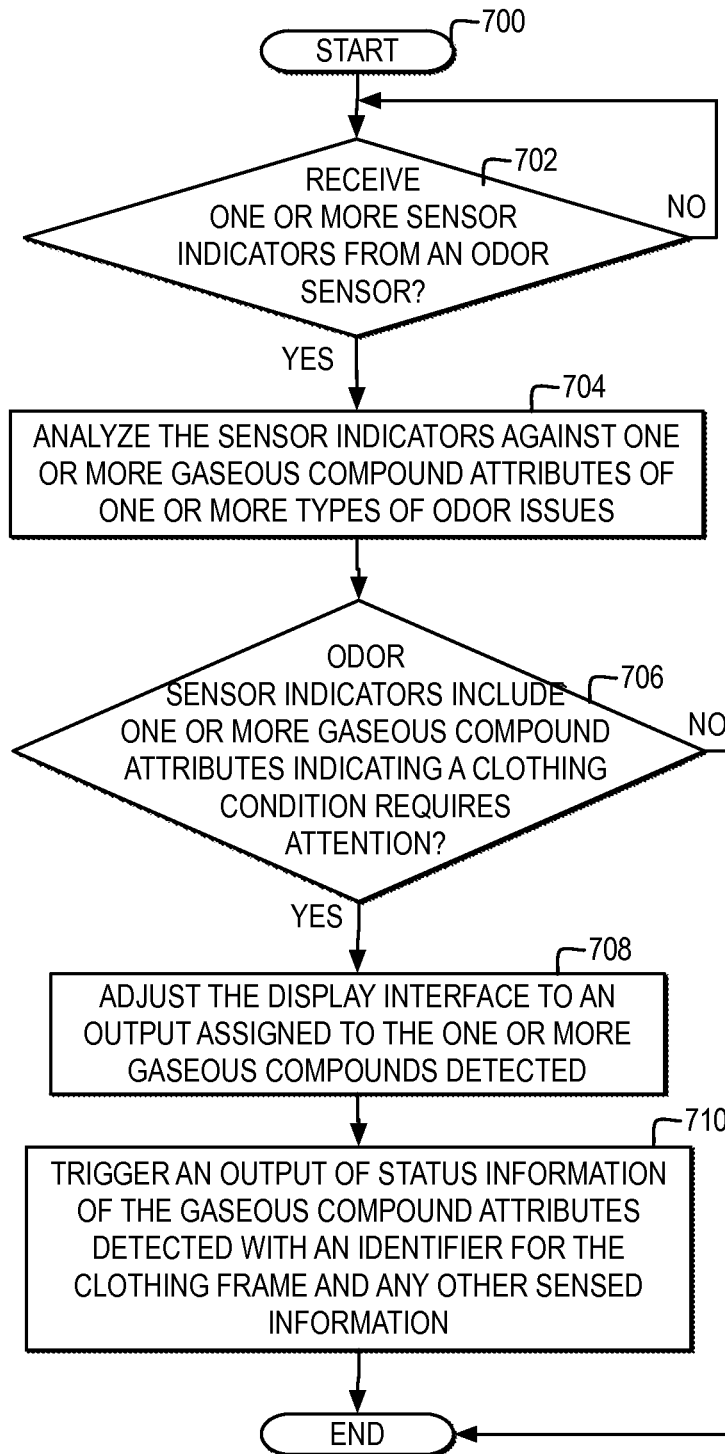 START
700
RECEIVE
ONE OR MORE SENSOR
INDICATORS FROM AN ODOR
SENSOR?
702
NO
YES
704
ANALYZE THE SENSOR INDICATORS AGAINST ONE
OR MORE GASEOUS COMPOUND ATTRIBUTES OF
ONE OR MORE TYPES OF ODOR ISSUES
ODOR
SENSOR INDICATORS INCLUDE
ONE OR MORE GASEOUS COMPOUND
ATTRIBUTES INDICATING A CLOTHING
CONDITION REQUIRES
ATTENTION?
706
NO
YES
708
ADJUST THE DISPLAY INTERFACE TO AN
OUTPUT ASSIGNED TO THE ONE OR MORE
GASEOUS COMPOUNDS DETECTED
710
TRIGGER AN OUTPUT OF STATUS INFORMATION
OF THE GASEOUS COMPOUND ATTRIBUTES
DETECTED WITH AN IDENTIFIER FOR THE
CLOTHING FRAME AND ANY OTHER SENSED
INFORMATION
END